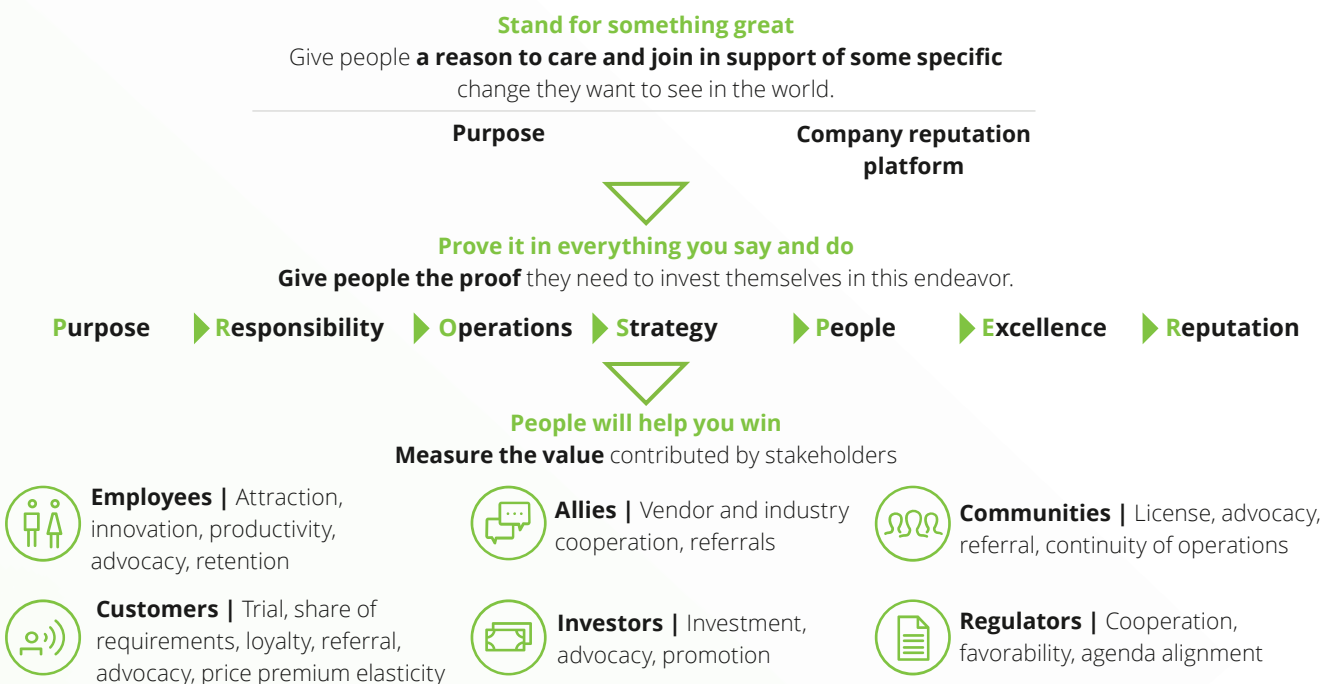 Stand for something great
Give people a reason to care and join in support of some specific
change they want to see in the world.
Purpose
Company reputation
platform
Prove it in everything you say and do
Give people the proof they need to invest themselves in this endeavor.
Purpose Responsibility Operations Strategy People Excellence Reputation
People will help you win
Measure the value contributed by stakeholders
Employees | Attraction,
innovation, productivity,
advocacy, retention
Allies | Vendor and industry
cooperation, referrals
Communities | License, advocacy,
referral, continuity of operations
Customers | Trial, share of
requirements, loyalty, referral,
advocacy, price premium elasticity
Investors | Investment,
advocacy, promotion
Regulators | Cooperation,
favorability, agenda alignment